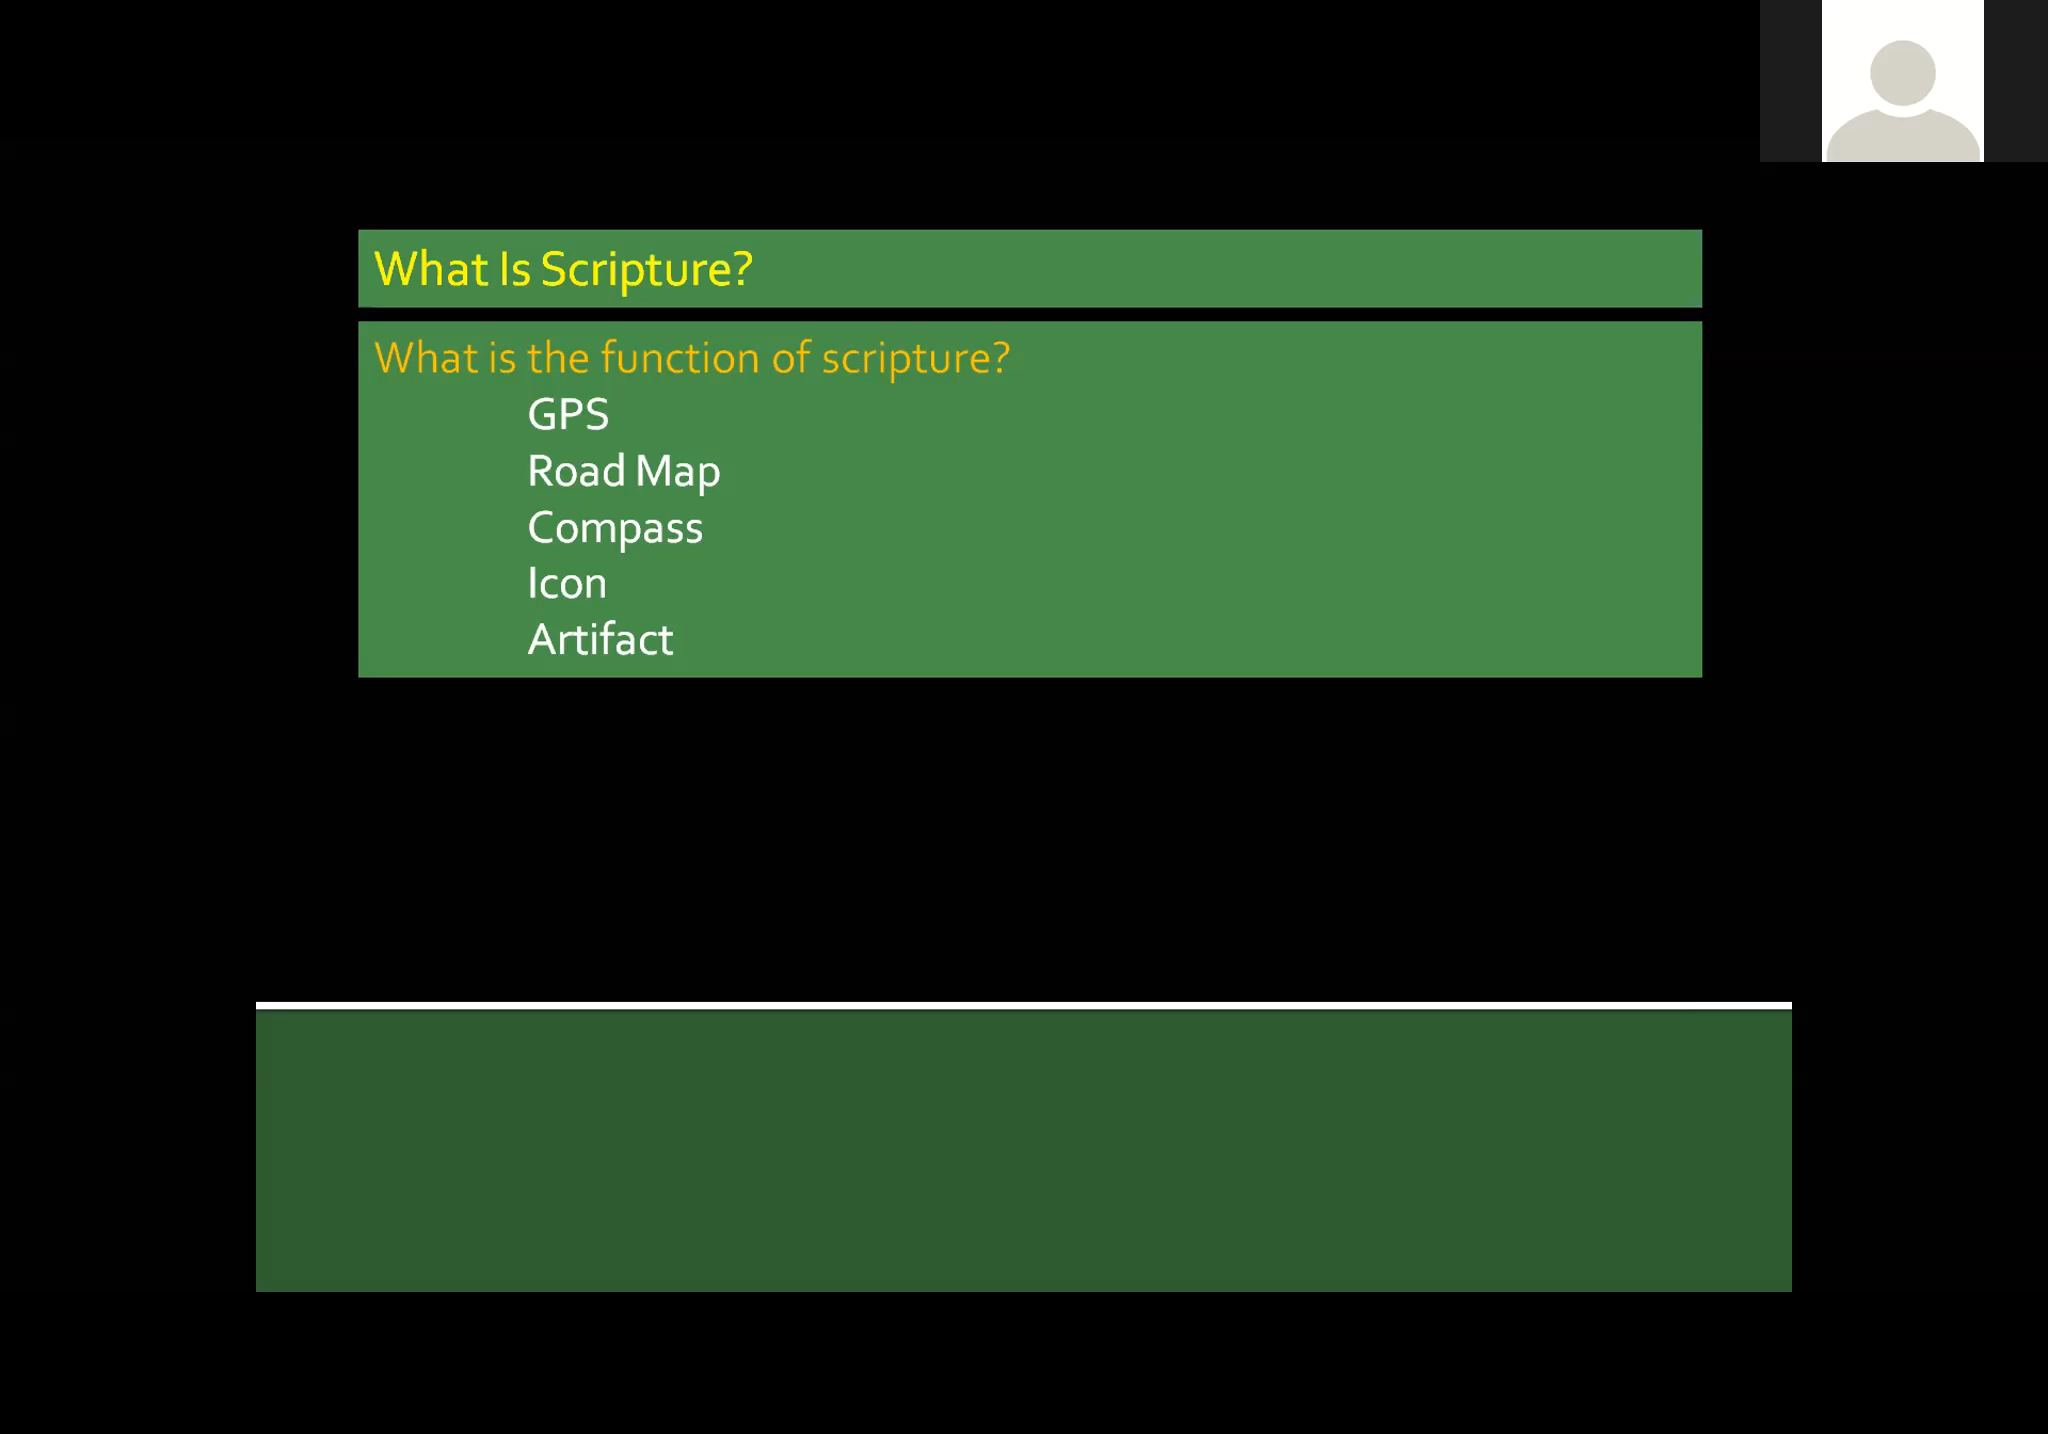 What Is Scripture?
What is the function of scripture?
GPS
Road Map
Compass
Icon
Artifact